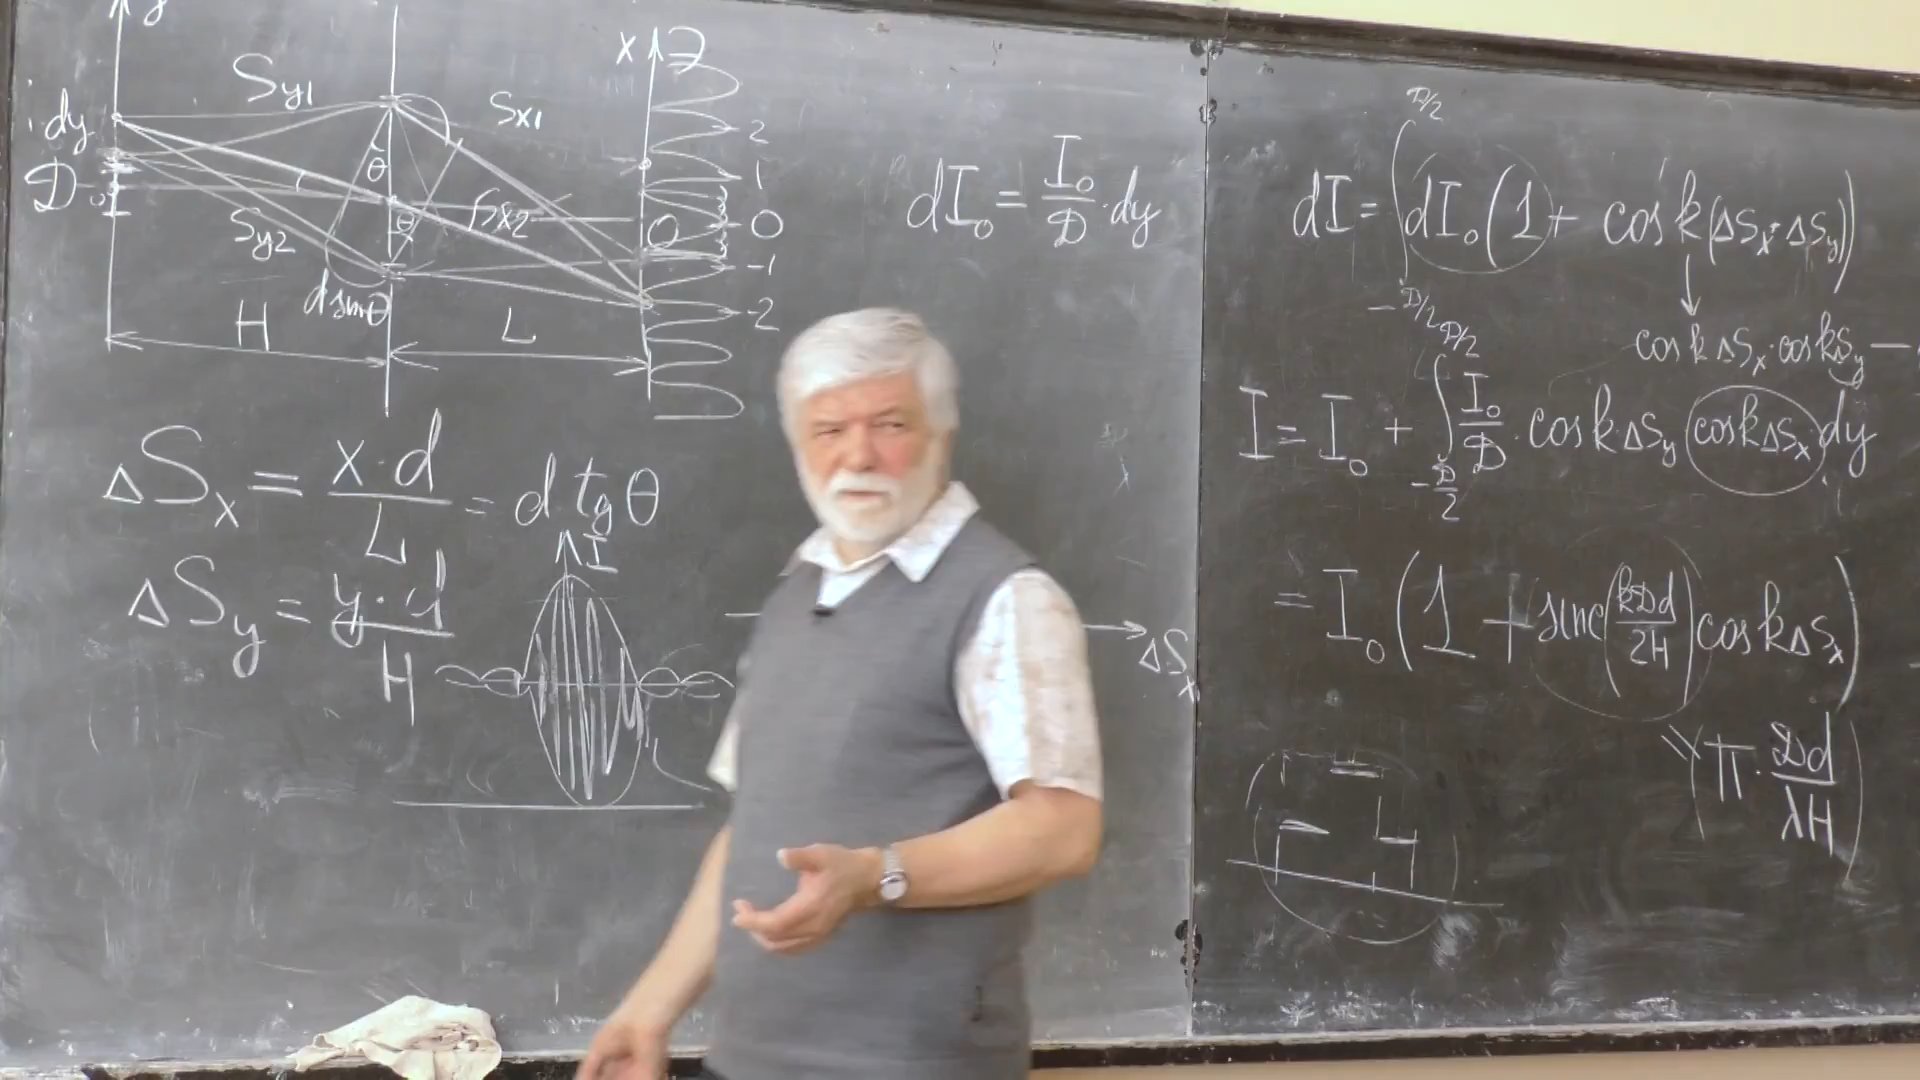 y
S_y1
S_x1
x
2
1
0
-1
-2
dy
D
0
θ
θ
S_y2
S_x2
O
d sin θ
H
L
ΔS_x = x·d/L = d tg θ
ΔS_y = y·d/H
I
ΔS_x
dI_0 = I_0/D · dy
dI = ∫_{-D/2}^{D/2} dI_0 (1 + cos k(ΔS_x + ΔS_y))
cos kΔS_x · cos kΔS_y —
I = I_0 + ∫_{-D/2}^{D/2} I_0/D · cos k·ΔS_y cos kΔS_x dy
= I_0 (1 + sinc(kDd/2H) cos kΔS_x)
π · Dd/λH